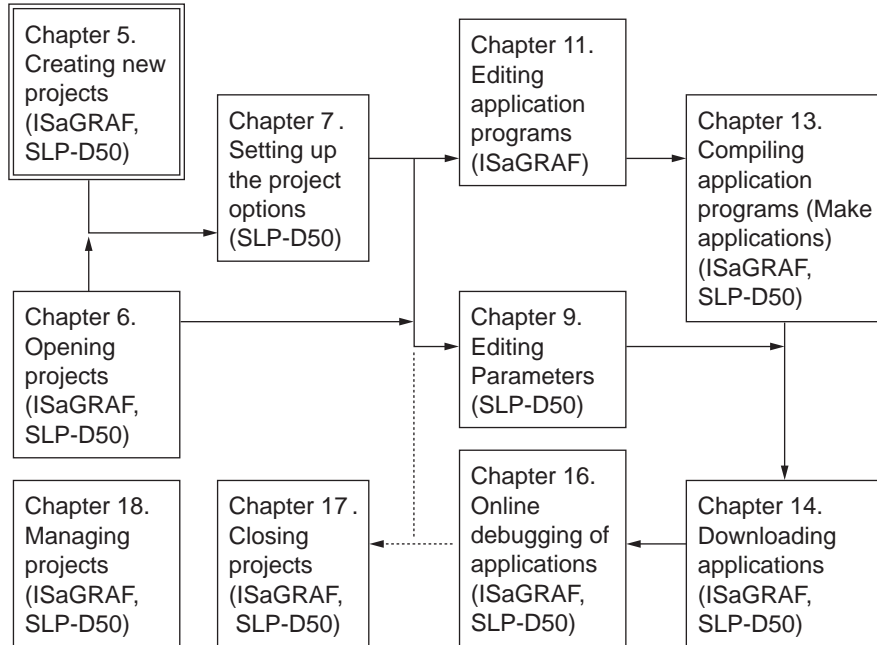 Chapter 5.
Creating new
projects
(ISaGRAF,
SLP-D50)
Chapter 7 .
Setting up
the project
options
(SLP-D50)
Chapter 11.
Editing
application
programs
(ISaGRAF)
Chapter 13.
Compiling
application
programs (Make
applications)
(ISaGRAF,
SLP-D50)
Chapter 6.
Opening
projects
(ISaGRAF,
SLP-D50)
Chapter 9.
Editing
Parameters
(SLP-D50)
Chapter 18.
Managing
projects
(ISaGRAF,
SLP-D50)
Chapter 17 .
Closing
projects
(ISaGRAF,
SLP-D50)
Chapter 16.
Online
debugging of
applications
(ISaGRAF,
SLP-D50)
Chapter 14.
Downloading
applications
(ISaGRAF,
SLP-D50)